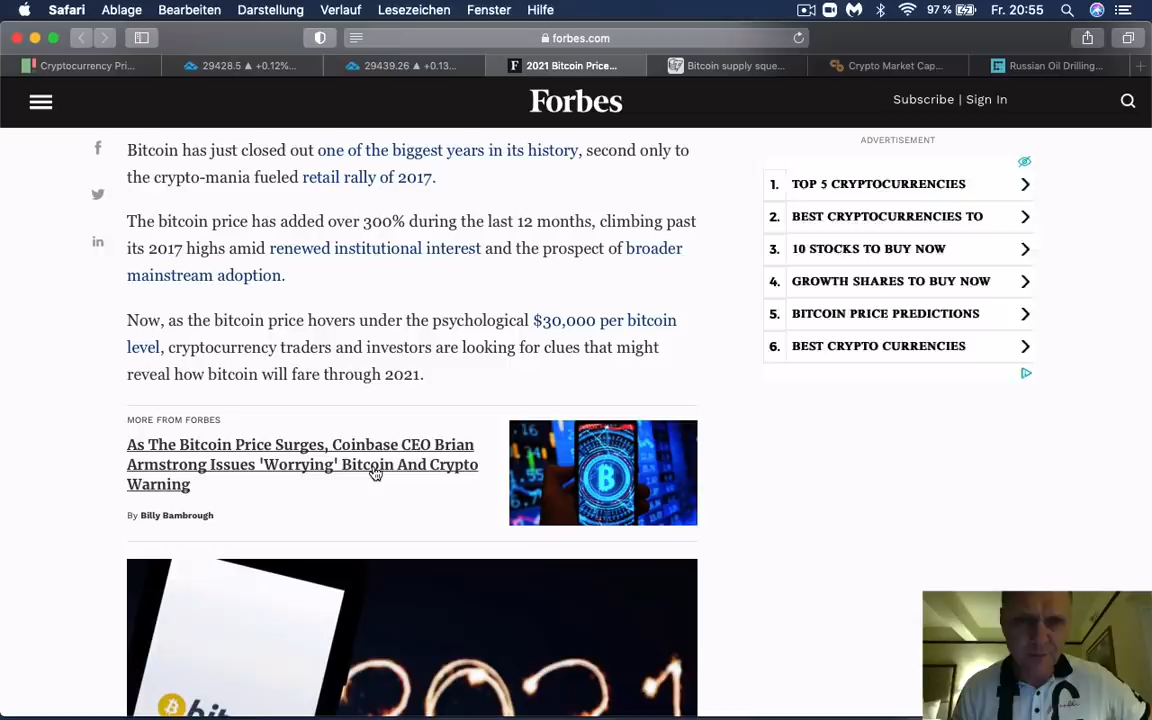 Safari Ablage Bearbeiten Darstellung Verlauf Lesezeichen Fenster Hilfe 97 % Fr. 20:55
forbes.com
Cryptocurrency Pri... 29428.5 ▲ +0.12%... 29439.26 ▲ +0.13... 2021 Bitcoin Price... Bitcoin supply sque... Crypto Market Cap... Russian Oil Drilling...
Forbes
Subscribe | Sign In
Bitcoin has just closed out one of the biggest years in its history, second only to
the crypto-mania fueled retail rally of 2017.
The bitcoin price has added over 300% during the last 12 months, climbing past
its 2017 highs amid renewed institutional interest and the prospect of broader
mainstream adoption.
Now, as the bitcoin price hovers under the psychological $30,000 per bitcoin
level, cryptocurrency traders and investors are looking for clues that might
reveal how bitcoin will fare through 2021.
MORE FROM FORBES
As The Bitcoin Price Surges, Coinbase CEO Brian
Armstrong Issues 'Worrying' Bitcoin And Crypto
Warning
By Billy Bambrough
ADVERTISEMENT
1. TOP 5 CRYPTOCURRENCIES
2. BEST CRYPTOCURRENCIES TO
3. 10 STOCKS TO BUY NOW
4. GROWTH SHARES TO BUY NOW
5. BITCOIN PRICE PREDICTIONS
6. BEST CRYPTO CURRENCIES
2021